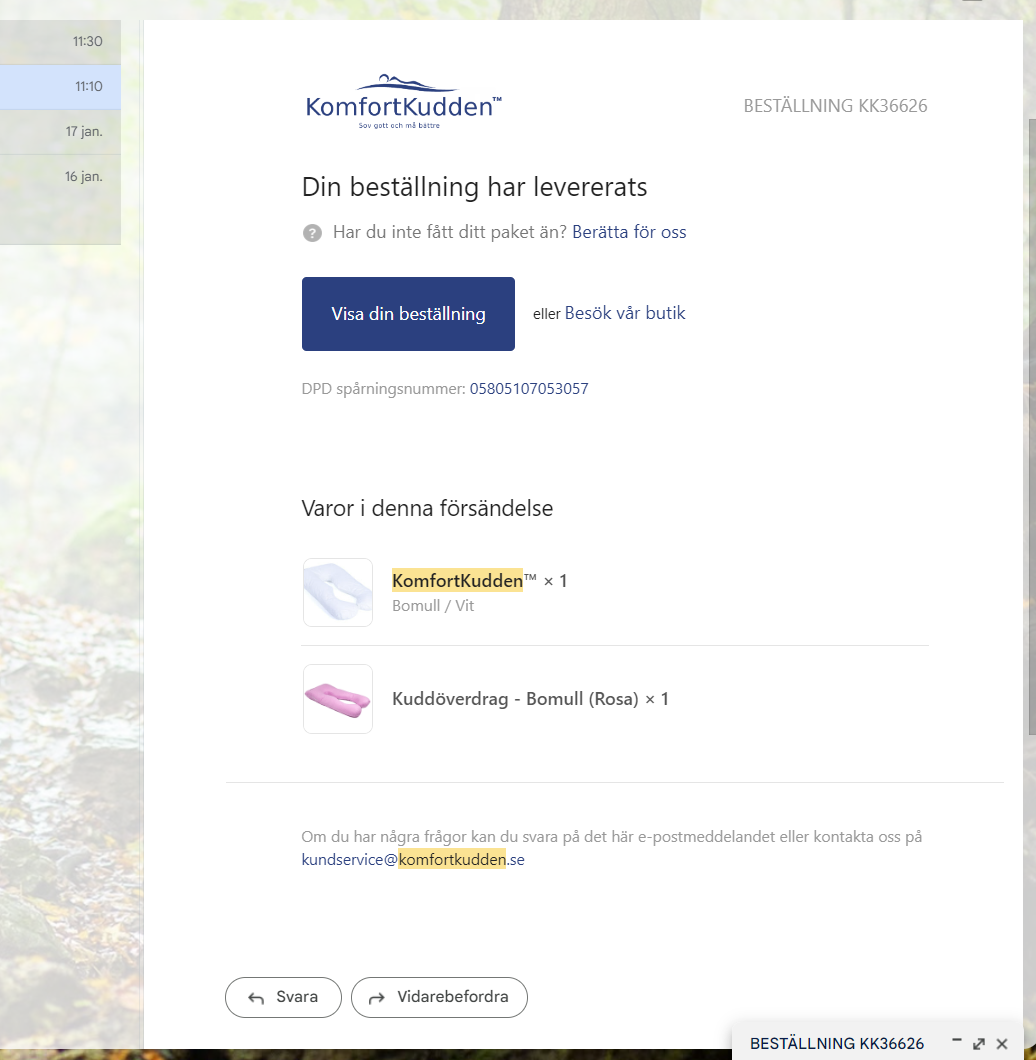 11:30
11:10
17 jan.
16 jan.
KomfortKudden™
Sov gott och må bättre
BESTÄLLNING KK36626
Din beställning har levererats
? Har du inte fått ditt paket än? Berätta för oss
Visa din beställning
eller Besök vår butik
DPD spårningsnummer: 05805107053057
Varor i denna försändelse
KomfortKudden™ × 1
Bomull / Vit
Kuddöverdrag - Bomull (Rosa) × 1
Om du har några frågor kan du svara på det här e-postmeddelandet eller kontakta oss på
kundservice@komfortkudden.se
Svara
Vidarebefordra
BESTÄLLNING KK36626